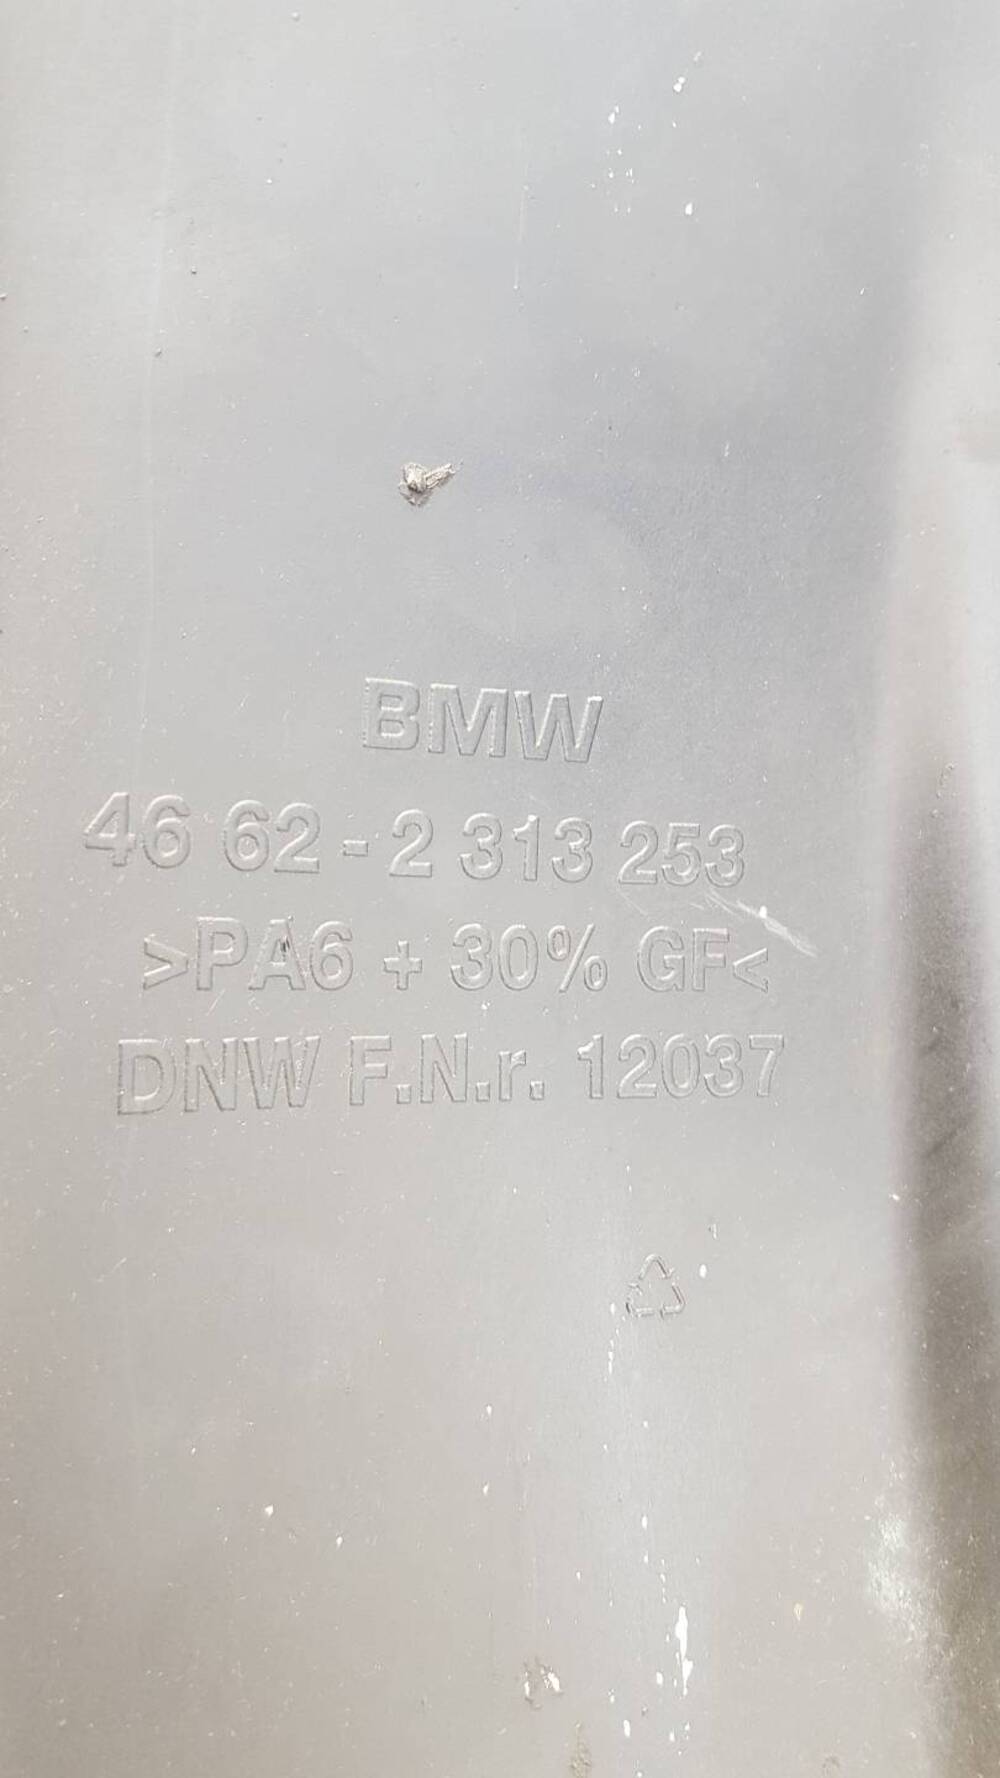 BMW
46 62 - 2 313 253
>PA6 + 30% GF<
DNW F.N.r. 12037